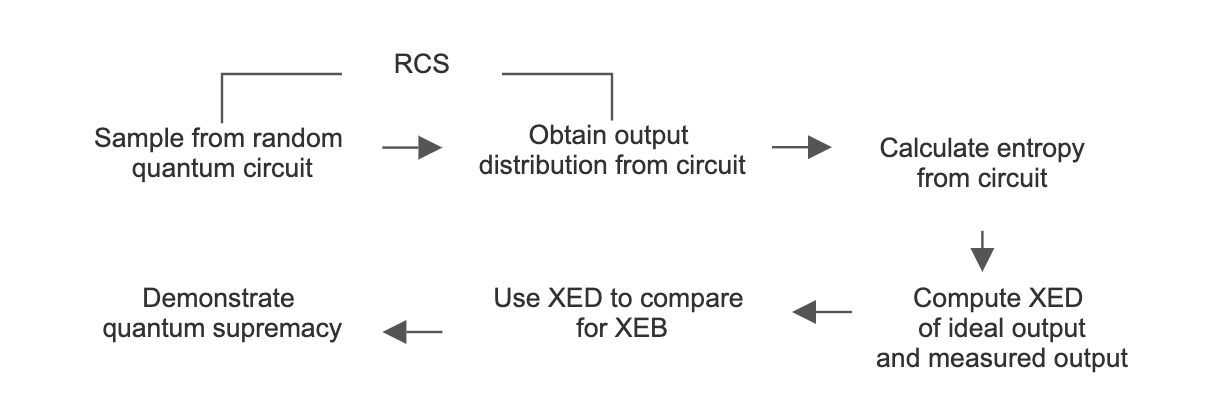 RCS
Sample from random
quantum circuit
Obtain output
distribution from circuit
Calculate entropy
from circuit
Compute XED
of ideal output
and measured output
Use XED to compare
for XEB
Demonstrate
quantum supremacy